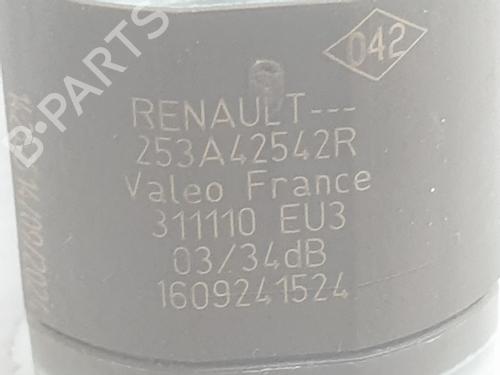 B-PARTS
042
RENAULT---
253A42542R
Valeo France
311110 EU3
03/34dB
1609241524